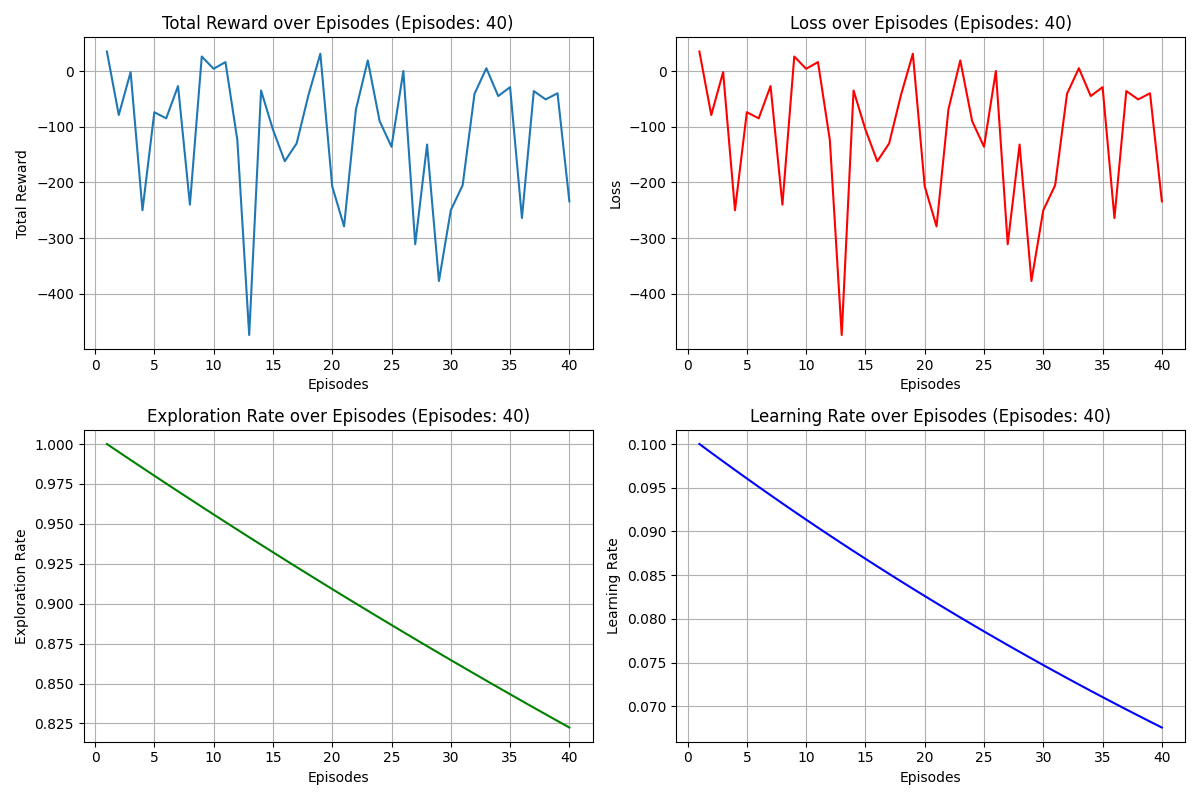 Total Reward over Episodes (Episodes: 40)
Total Reward
0
−100
−200
−300
−400
0 5 10 15 20 25 30 35 40
Episodes
Loss over Episodes (Episodes: 40)
Loss
0
−100
−200
−300
−400
0 5 10 15 20 25 30 35 40
Episodes
Exploration Rate over Episodes (Episodes: 40)
Exploration Rate
1.000
0.975
0.950
0.925
0.900
0.875
0.850
0.825
0 5 10 15 20 25 30 35 40
Episodes
Learning Rate over Episodes (Episodes: 40)
Learning Rate
0.100
0.095
0.090
0.085
0.080
0.075
0.070
0 5 10 15 20 25 30 35 40
Episodes